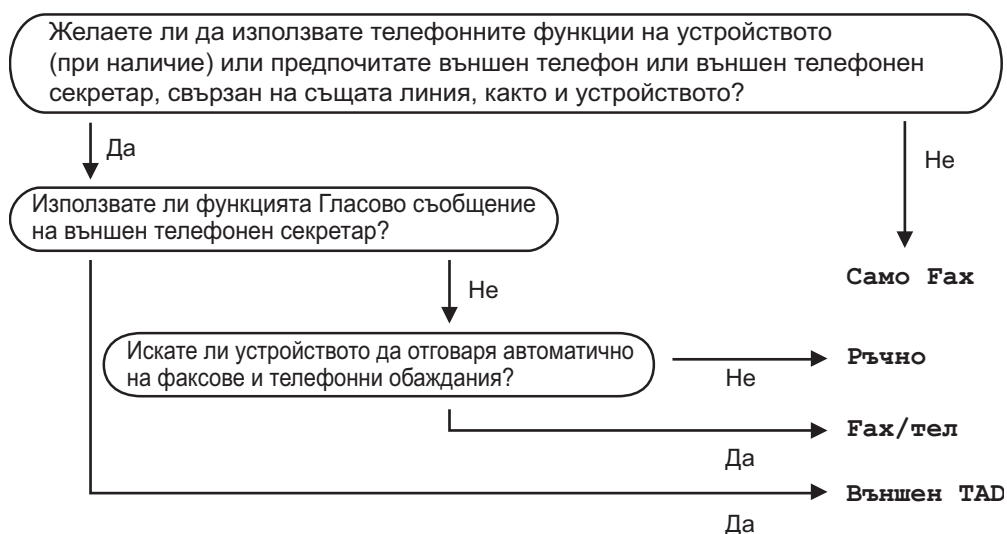 Желаете ли да използвате телефонните функции на устройството
(при наличие) или предпочитате външен телефон или външен телефонен
секретар, свързан на същата линия, както и устройството?
Да
Не
Използвате ли функцията Гласово съобщение
на външен телефонен секретар?
Само Fax
Не
Искате ли устройството да отговаря автоматично
на факсове и телефонни обаждания?
Не
Ръчно
Fax/тел
Да
Външен TAD
Да